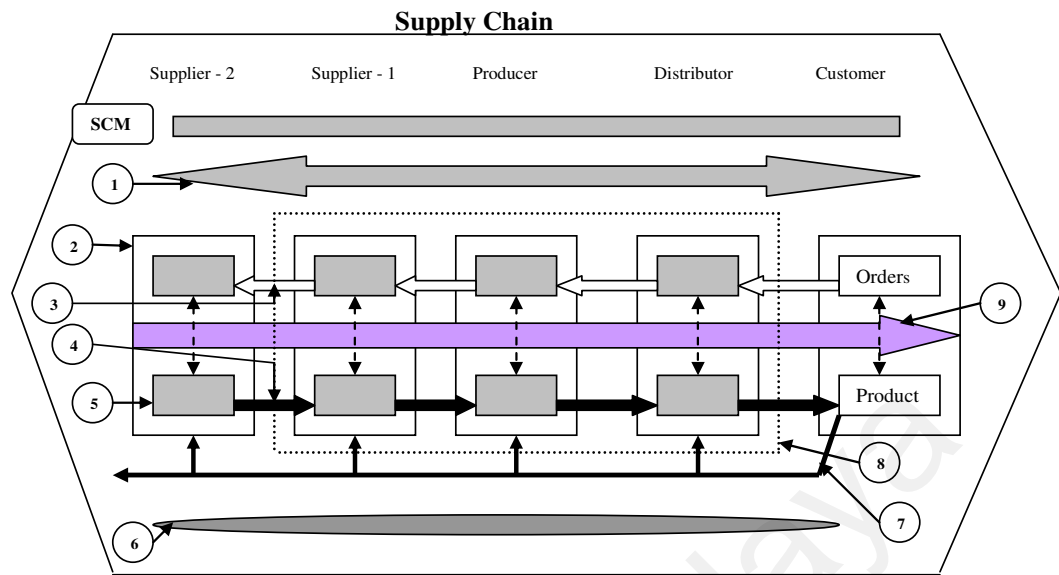 Supply Chain
Supplier - 2 Supplier - 1 Producer Distributor Customer
SCM
1
2
Orders
3
9
4
5
Product
8
7
6
laya